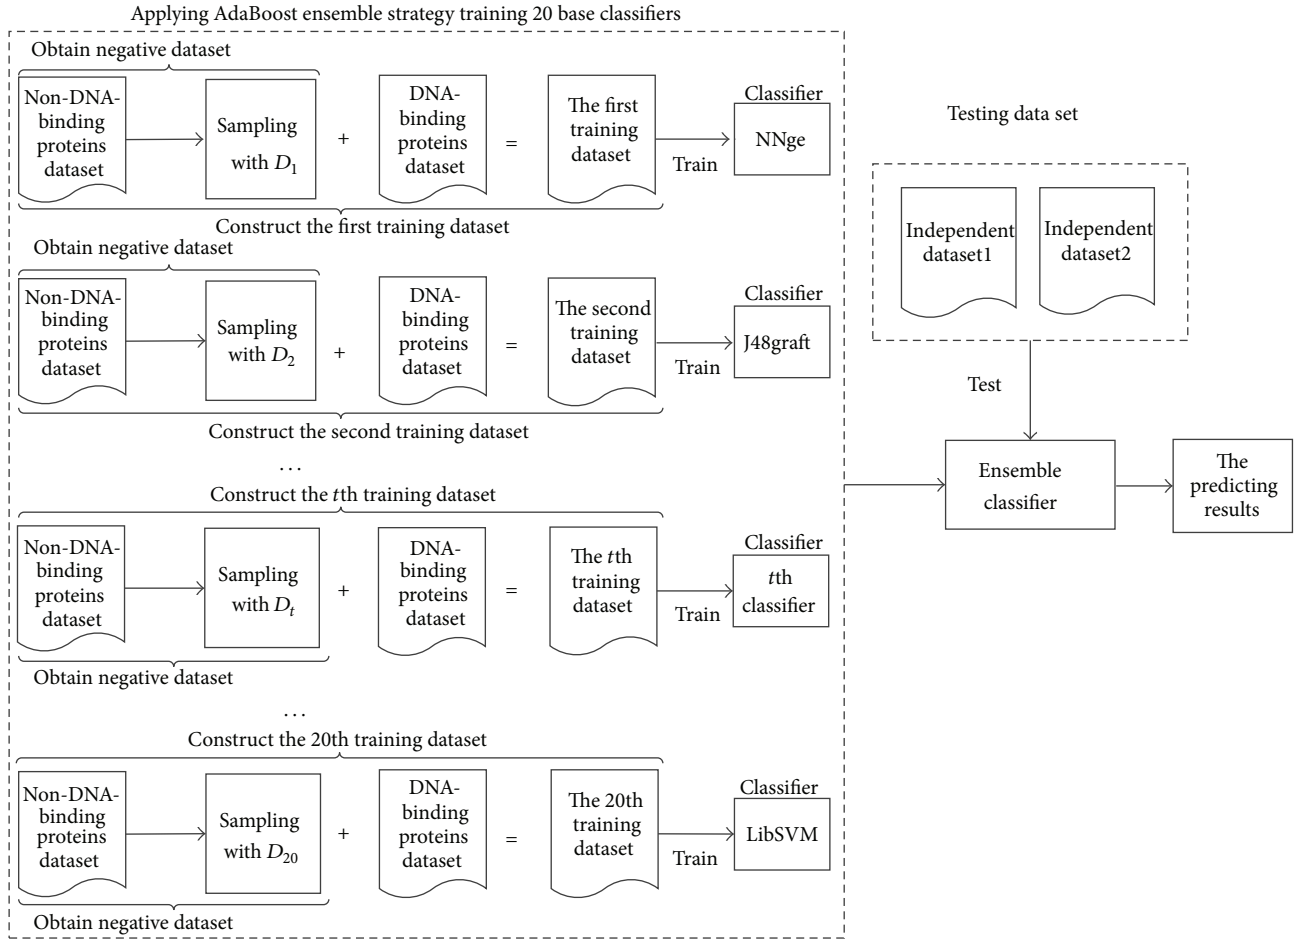 Applying AdaBoost ensemble strategy training 20 base classifiers
Obtain negative dataset
Non-DNA-
binding
proteins
dataset
Sampling
with D1
+
DNA-
binding
proteins
dataset
=
The first
training
dataset
Train
Classifier
NNge
Construct the first training dataset
Obtain negative dataset
Non-DNA-
binding
proteins
dataset
Sampling
with D2
+
DNA-
binding
proteins
dataset
=
The second
training
dataset
Train
Classifier
J48graft
Construct the second training dataset
...
Construct the tth training dataset
Non-DNA-
binding
proteins
dataset
Sampling
with Dt
+
DNA-
binding
proteins
dataset
=
The tth
training
dataset
Train
Classifier
tth
classifier
Obtain negative dataset
...
Construct the 20th training dataset
Non-DNA-
binding
proteins
dataset
Sampling
with D20
+
DNA-
binding
proteins
dataset
=
The 20th
training
dataset
Train
Classifier
LibSVM
Obtain negative dataset
Testing data set
Independent
dataset1
Independent
dataset2
Test
Ensemble
classifier
The
predicting
results